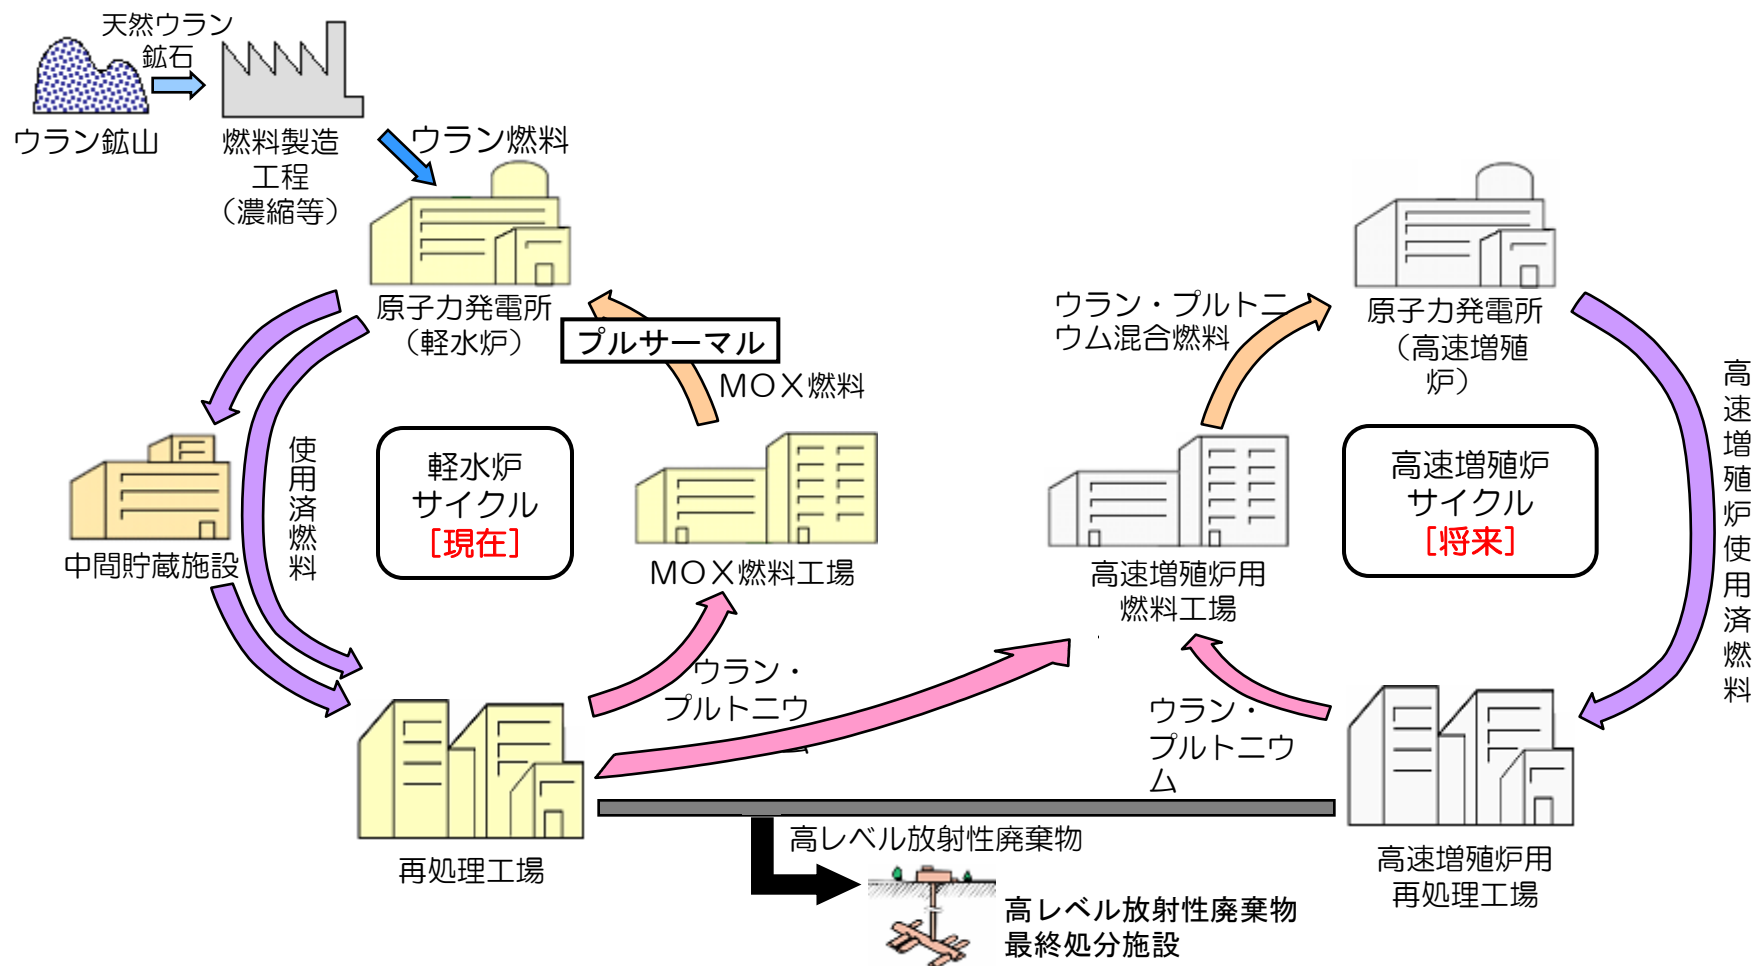 天然ウラン
鉱石
ウラン鉱山
燃料製造
工程
（濃縮等）
ウラン燃料
原子力発電所
（軽水炉）
プルサーマル
MOX燃料
使用済燃料
軽水炉
サイクル
[現在]
中間貯蔵施設
MOX燃料工場
ウラン・
プルトニウ
ム
再処理工場
ウラン・プルトニ
ウム混合燃料
原子力発電所
（高速増殖
炉）
高速増殖炉使用済燃料
高速増殖炉
サイクル
[将来]
高速増殖炉用
燃料工場
ウラン・
プルトニウ
ム
高速増殖炉用
再処理工場
高レベル放射性廃棄物
高レベル放射性廃棄物
最終処分施設